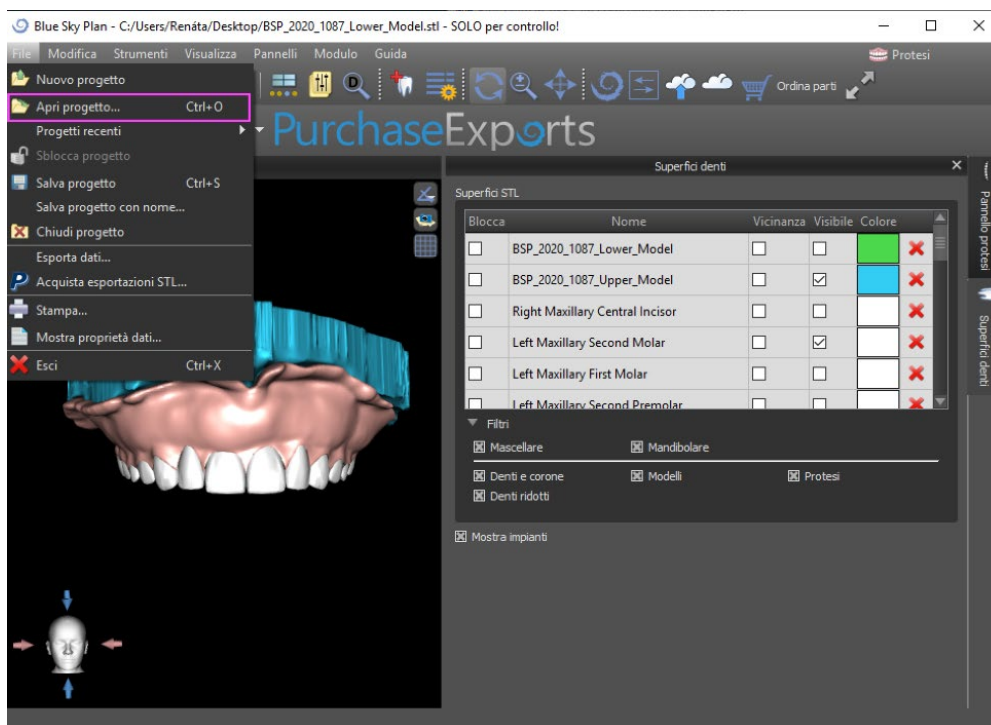 Blue Sky Plan - C:/Users/Renáta/Desktop/BSP_2020_1087_Lower_Model.stl - SOLO per controllo!
File Modifica Strumenti Visualizza Pannelli Modulo Guida
Protesi
Nuovo progetto
Apri progetto... Ctrl+O
Progetti recenti
Sblocca progetto
Salva progetto Ctrl+S
Salva progetto con nome...
Chiudi progetto
Esporta dati...
Acquista esportazioni STL...
Stampa...
Mostra proprietà dati...
Esci Ctrl+X
Ordina parti
PurchaseExports
Superfici denti
Superfici STL
Blocca Nome Vicinanza Visibile Colore
BSP_2020_1087_Lower_Model
BSP_2020_1087_Upper_Model
Right Maxillary Central Incisor
Left Maxillary Second Molar
Left Maxillary First Molar
Left Maxillary Second Premolar
Filtri
Mascellare Mandibolare
Denti e corone Modelli Protesi
Denti ridotti
Mostra impianti
Pannello protesi
Superfici denti